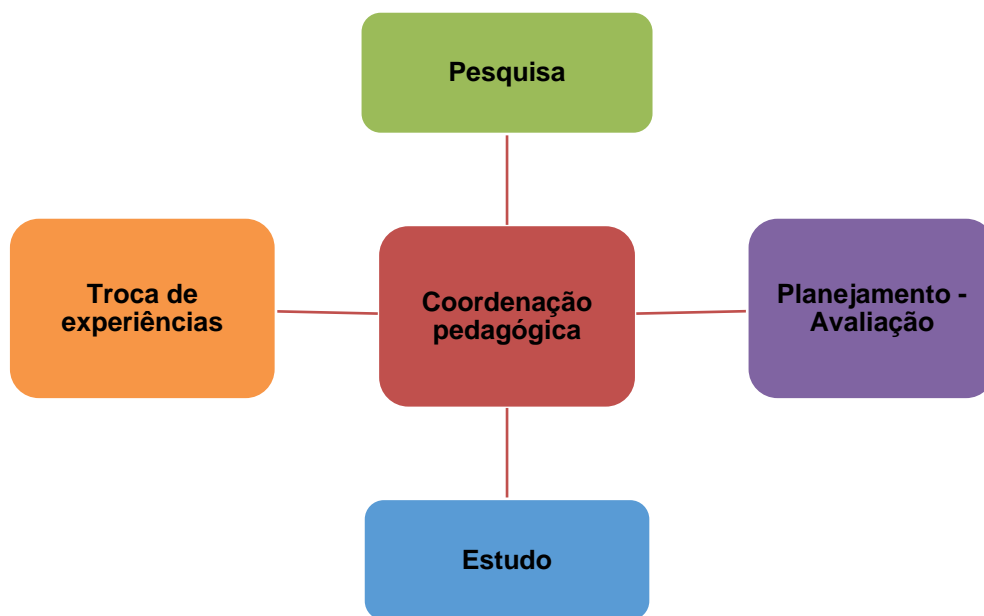 Pesquisa
Troca de
experiências
Coordenação
pedagógica
Planejamento -
Avaliação
Estudo